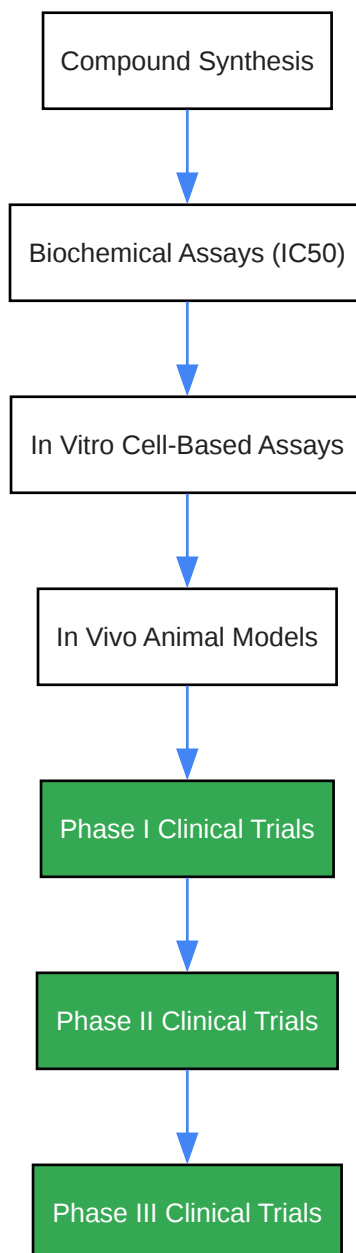 Compound Synthesis
Biochemical Assays (IC50)
In Vitro Cell-Based Assays
In Vivo Animal Models
Phase I Clinical Trials
Phase II Clinical Trials
Phase III Clinical Trials